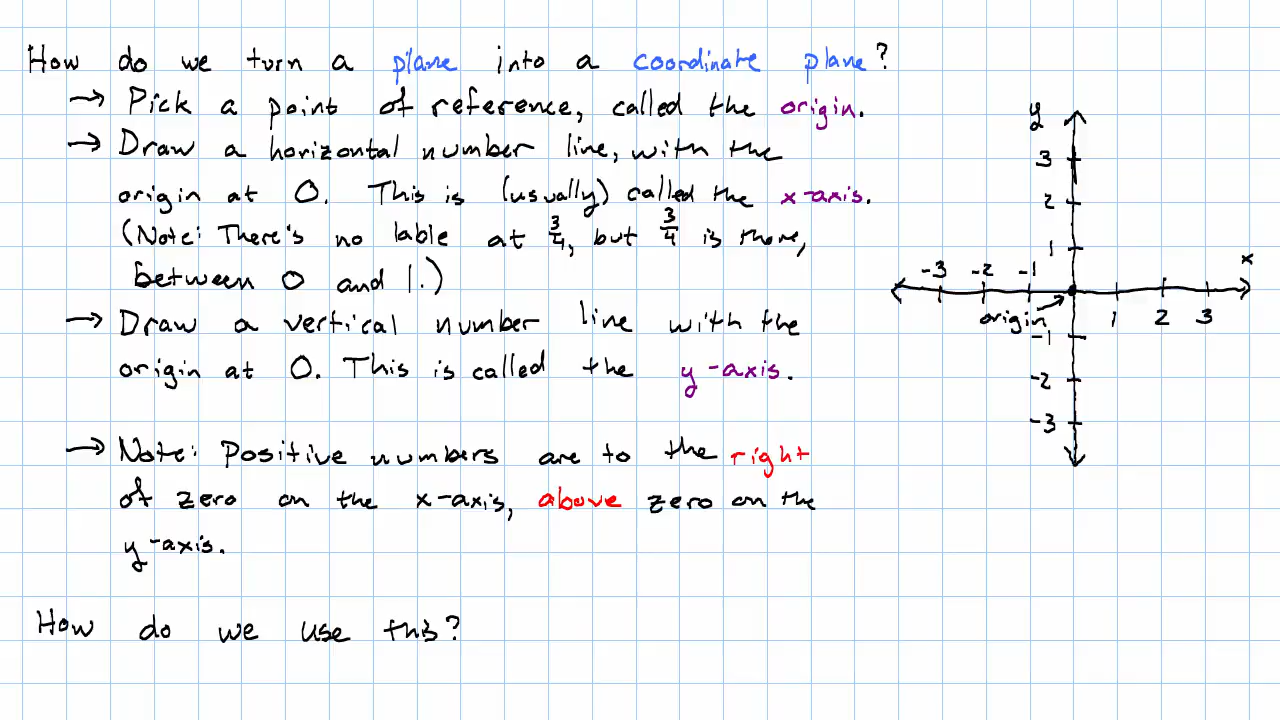 How do we turn a plane into a coordinate plane?
→ Pick a point of reference, called the origin.
→ Draw a horizontal number line, with the
origin at 0. This is (usually) called the x-axis.
(Note: There's no lable at 3/4, but 3/4 is there,
between 0 and 1.)
→ Draw a vertical number line with the
origin at 0. This is called the y-axis.
→ Note: Positive numbers are to the right
of zero on the x-axis, above zero on the
y-axis.
How do we use this?
y
3
2
1
x
-3 -2 -1
origin 1 2 3
-1
-2
-3